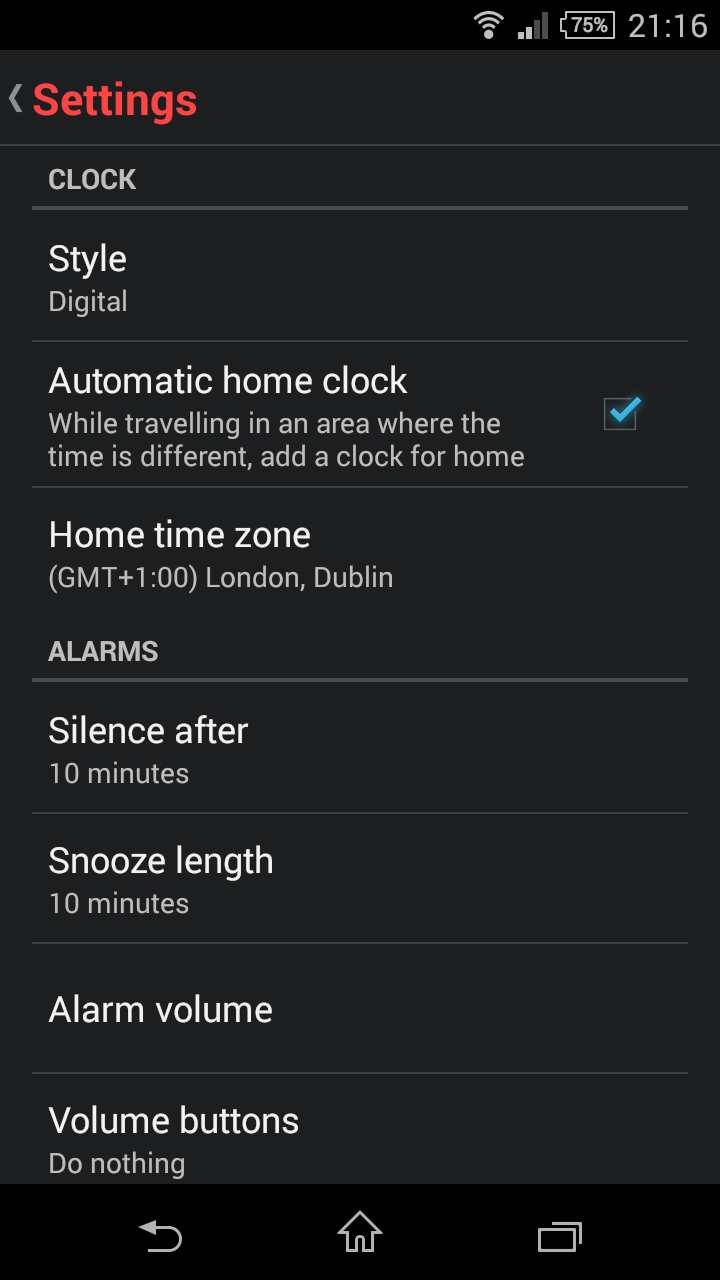 75% 21:16
Settings
CLOCK
Style
Digital
Automatic home clock
While travelling in an area where the
time is different, add a clock for home
Home time zone
(GMT+1:00) London, Dublin
ALARMS
Silence after
10 minutes
Snooze length
10 minutes
Alarm volume
Volume buttons
Do nothing